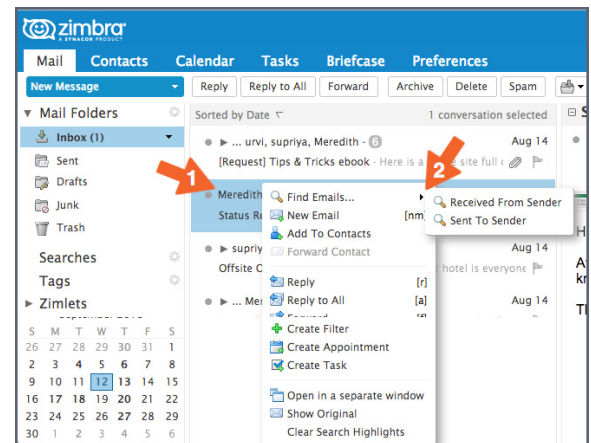 zimbra
A SYNACOR PRODUCT
Mail Contacts Calendar Tasks Briefcase Preferences
New Message Reply Reply to All Forward Archive Delete Spam
Mail Folders Sorted by Date 1 conversation selected
Inbox (1) ... urvi, supriya, Meredith - 6 Aug 14
[Request] Tips & Tricks ebook - Here is a site full
Sent
Drafts
Junk
Trash
1
2
Meredith
Status
Find Emails...
Received From Sender
Sent To Sender
New Email [nm]
Add To Contacts
Forward Contact
supriy Aug 14
Offsite hotel is everyone
Reply [r]
Reply to All [a]
... Aug 14
Create Filter
Create Appointment
Create Task
Open in a separate window
Show Original
Clear Search Highlights
Searches
Tags
Zimlets
S M T W T F S
26 27 28 29 30 31 1
2 3 4 5 6 7 8
9 10 11 12 13 14 15
16 17 18 19 20 21 22
23 24 25 26 27 28 29
30 1 2 3 4 5 6